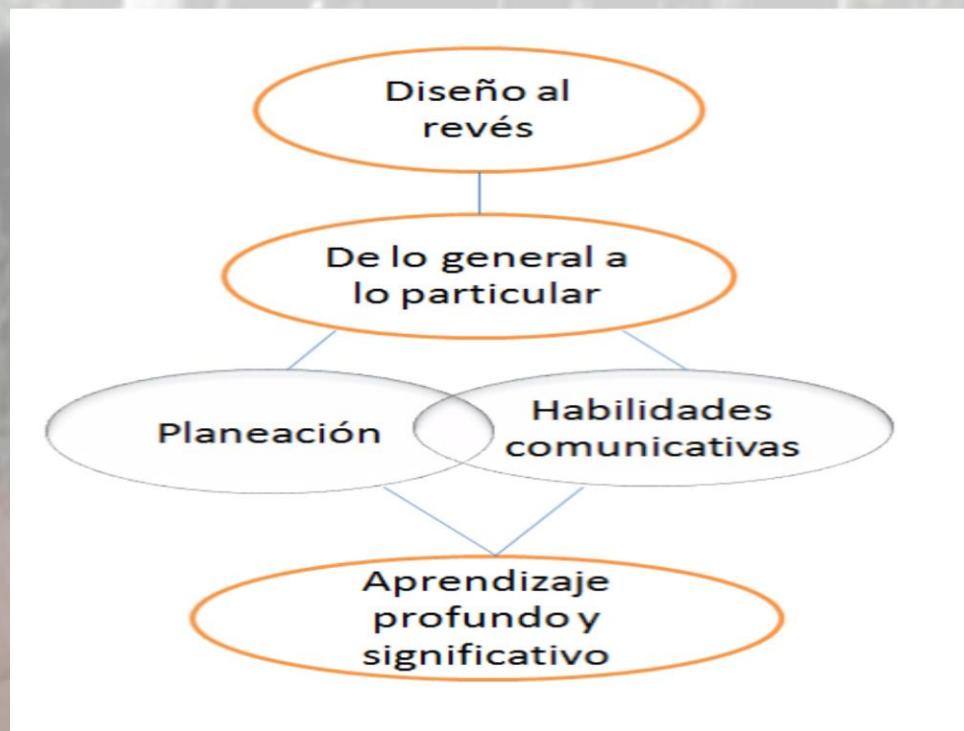 Diseño al
revés
De lo general a
lo particular
Planeación
Habilidades
comunicativas
Aprendizaje
profundo y
significativo